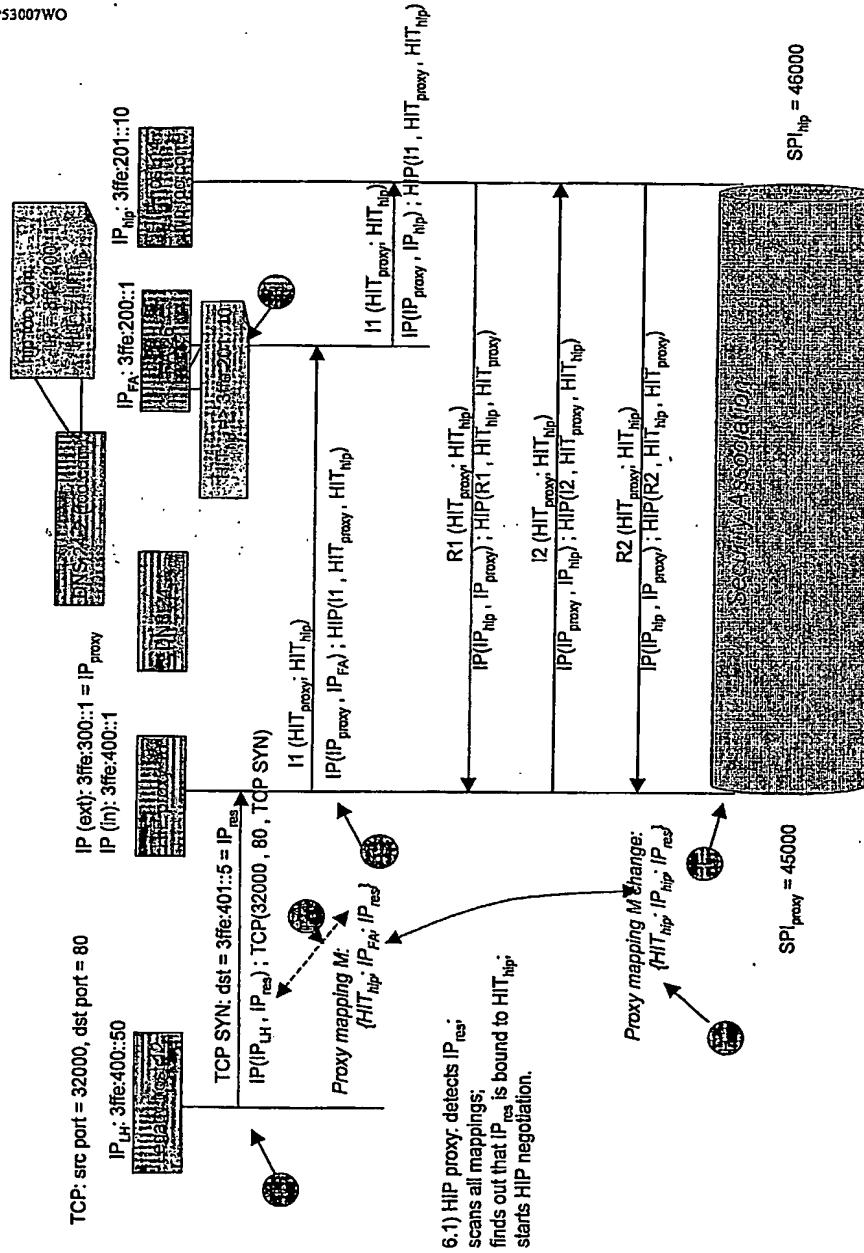 P53007WO
TCP: src port = 32000, dst port = 80
IP_LH: 3ffe:400::50
Legacy Host
IP (ext): 3ffe:300::1 = IP_proxy
IP (in): 3ffe:400::1
IP_FA: 3ffe:200::1
IP_hip: 3ffe:201::10
TCP SYN: dst = 3ffe:401::5 = IP_res
IP(IP_LH , IP_res) ; TCP(32000 , 80 , TCP SYN)
Proxy mapping M:
{HIT_hip; IP_FA; IP_res}
6.1) HIP proxy: detects IP_res;
scans all mappings;
finds out that IP_res is bound to HIT_hip;
starts HIP negotiation.
I1 (HIT_proxy; HIT_hip)
IP(IP_proxy , IP_FA) ; HIP(I1 , HIT_proxy , HIT_hip)
I1 (HIT_proxy; HIT_hip)
IP(IP_proxy , IP_hip) ; HIP(I1 , HIT_proxy , HIT_hip)
R1 (HIT_proxy; HIT_hip)
IP(IP_hip , IP_proxy) ; HIP(R1 , HIT_hip , HIT_proxy)
I2 (HIT_proxy; HIT_hip)
IP(IP_proxy , IP_hip) ; HIP(I2 , HIT_proxy , HIT_hip)
R2 (HIT_proxy; HIT_hip)
IP(IP_hip , IP_proxy) ; HIP(R2 , HIT_hip , HIT_proxy)
Proxy mapping M change:
{HIT_hip; IP_hip; IP_res}
Security Association
SPI_proxy = 45000
SPI_hip = 46000